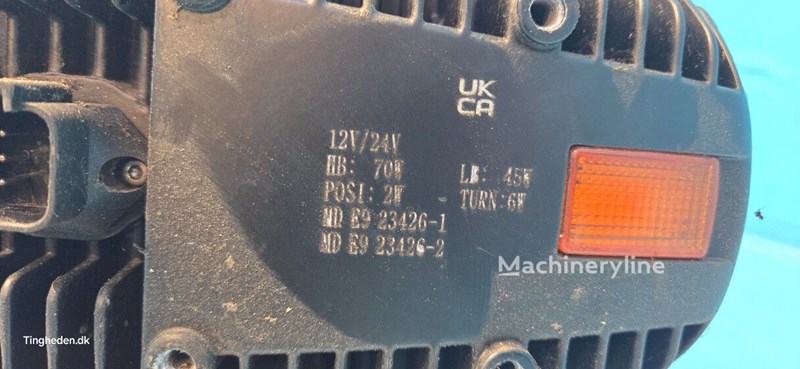 UK
CA
12V/24V
HB: 70W LB: 45W
POSI: 2W TURN: 6W
MD E9 23426-1
MD E9 23426-2
Machineryline
Tingheden.dk